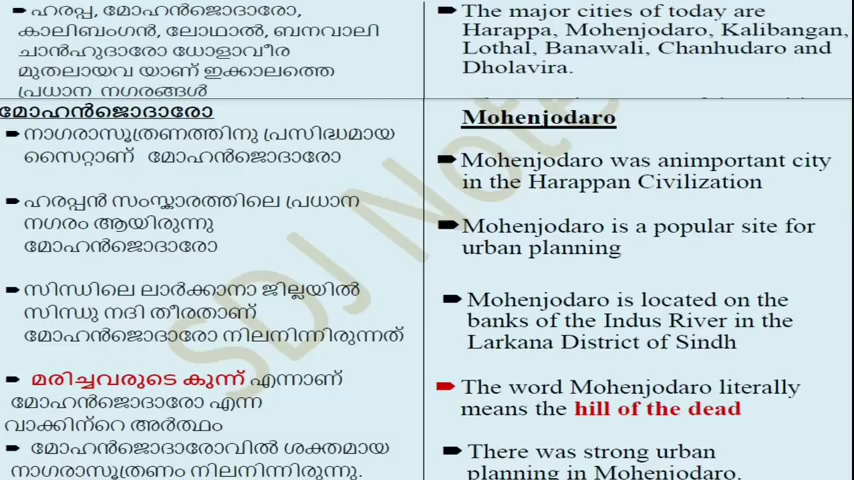 ഹരപ്പ, മോഹൻജൊദാരോ,
കാലിബംഗൻ, ലോഥാൽ, ബനവാലി
ചാൻഹുദാരോ ധോളാവീര
മുതലായവ യാണ് ഇക്കാലത്തെ
പ്രധാന നഗരങ്ങൾ
മോഹൻജൊദാരോ
നാഗരാസൂത്രണത്തിനു പ്രസിദ്ധമായ
സൈറ്റാണ് മോഹൻജൊദാരോ
ഹരപ്പൻ സംസ്കാരത്തിലെ പ്രധാന
നഗരം ആയിരുന്നു
മോഹൻജൊദാരോ
സിന്ധിലെ ലാർക്കാനാ ജില്ലയിൽ
സിന്ധു നദി തീരതാണ്
മോഹൻജൊദാരോ നിലനിന്നിരുന്നത്
മരിച്ചവരുടെ കുന്ന് എന്നാണ്
മോഹൻജൊദാരോ എന്ന
വാക്കിന്റെ അർത്ഥം
മോഹൻജൊദാരോവിൽ ശക്തമായ
നാഗരാസൂത്രണം നിലനിന്നിരുന്നു.
The major cities of today are
Harappa, Mohenjodaro, Kalibangan,
Lothal, Banawali, Chanhudaro and
Dholavira.
Mohenjodaro
Mohenjodaro was animportant city
in the Harappan Civilization
Mohenjodaro is a popular site for
urban planning
Mohenjodaro is located on the
banks of the Indus River in the
Larkana District of Sindh
The word Mohenjodaro literally
means the hill of the dead
There was strong urban
planning in Mohenjodaro.
SDJ Note